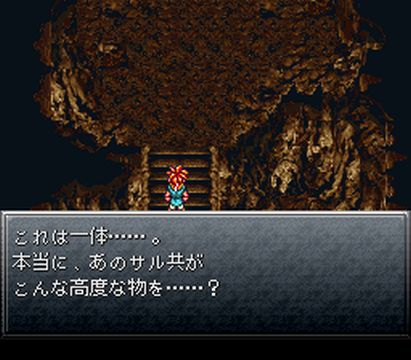 これは一体……。
本当に、あのサル共が
こんな高度な物を……？